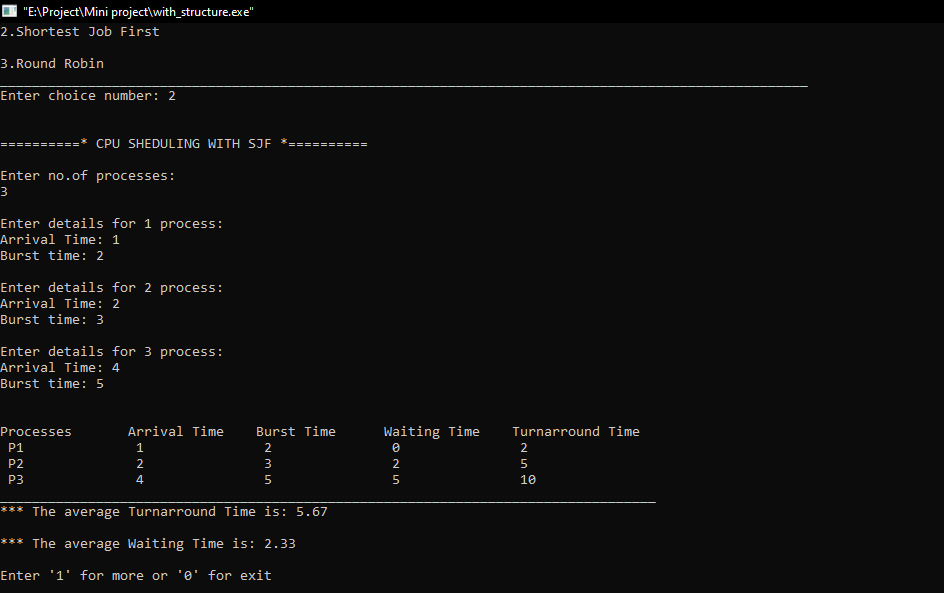 "E:\Project\Mini project\with_structure.exe"
2.Shortest Job First
3.Round Robin
Enter choice number: 2
==========* CPU SHEDULING WITH SJF *==========
Enter no.of processes:
3
Enter details for 1 process:
Arrival Time: 1
Burst time: 2
Enter details for 2 process:
Arrival Time: 2
Burst time: 3
Enter details for 3 process:
Arrival Time: 4
Burst time: 5
Processes Arrival Time Burst Time Waiting Time Turnarround Time
P1 1 2 0 2
P2 2 3 2 5
P3 4 5 5 10
*** The average Turnarround Time is: 5.67
*** The average Waiting Time is: 2.33
Enter '1' for more or '0' for exit